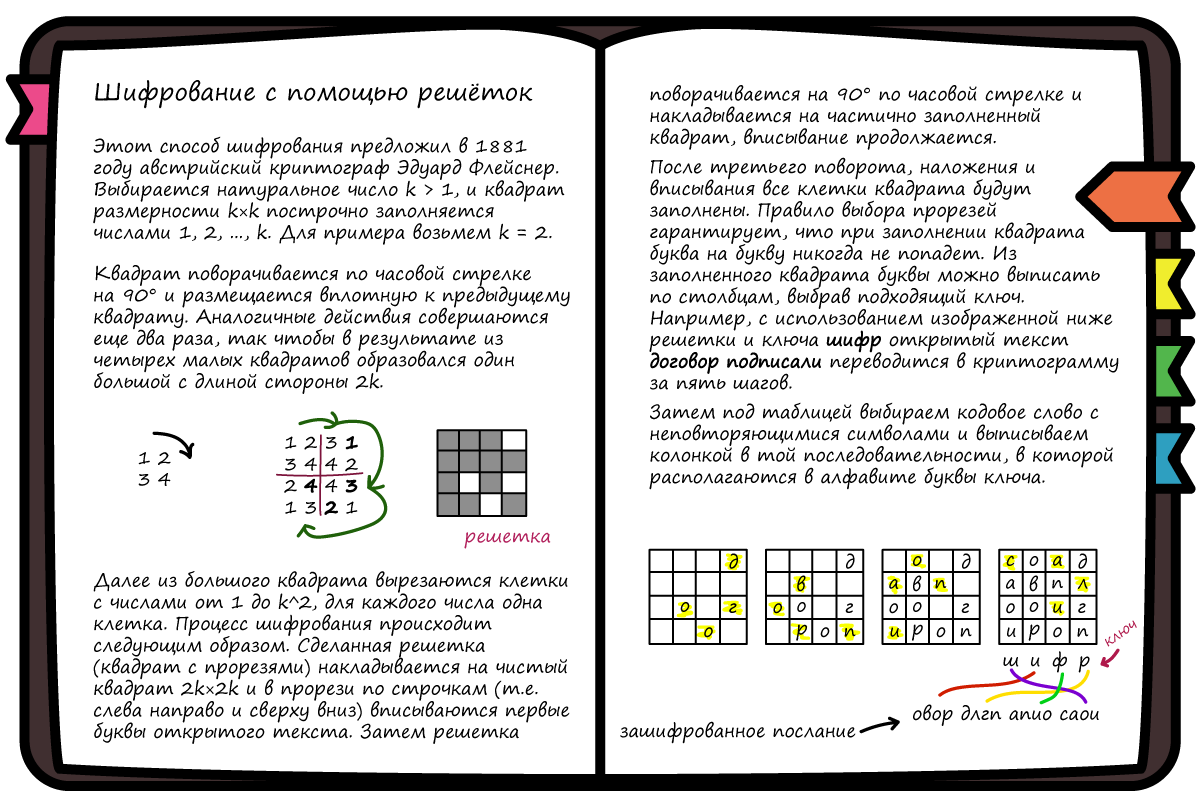 Шифрование с помощью решёток
Этот способ шифрования предложил в 1881
году австрийский криптограф Эдуард Флейснер.
Выбирается натуральное число k > 1, и квадрат
размерности k×k построчно заполняется
числами 1, 2, ..., k. Для примера возьмем k = 2.
Квадрат поворачивается по часовой стрелке
на 90° и размещается вплотную к предыдущему
квадрату. Аналогичные действия совершаются
еще два раза, так чтобы в результате из
четырех малых квадратов образовался один
большой с длиной стороны 2k.
1 2
3 4
1 2 3 1
3 4 4 2
2 4 4 3
1 3 2 1
решетка
Далее из большого квадрата вырезаются клетки
с числами от 1 до k^2, для каждого числа одна
клетка. Процесс шифрования происходит
следующим образом. Сделанная решетка
(квадрат с прорезями) накладывается на чистый
квадрат 2k×2k и в прорези по строчкам (т.е.
слева направо и сверху вниз) вписываются первые
буквы открытого текста. Затем решетка
поворачивается на 90° по часовой стрелке и
накладывается на частично заполненный
квадрат, вписывание продолжается.
После третьего поворота, наложения и
вписывания все клетки квадрата будут
заполнены. Правило выбора прорезей
гарантирует, что при заполнении квадрата
буква на букву никогда не попадет. Из
заполненного квадрата буквы можно выписать
по столбцам, выбрав подходящий ключ.
Например, с использованием изображенной ниже
решетки и ключа шифр открытый текст
договор подписали переводится в криптограмму
за пять шагов.
Затем под таблицей выбираем кодовое слово с
неповторяющимися символами и выписываем
колонкой в той последовательности, в которой
располагаются в алфавите буквы ключа.
д
о г
о
д
в
о о г
р о п
о д
а в п
о о г
и р о п
с о а д
а в п л
о о и г
и р о п
ш и ф р
ключ
овор длгп апио саои
зашифрованное послание